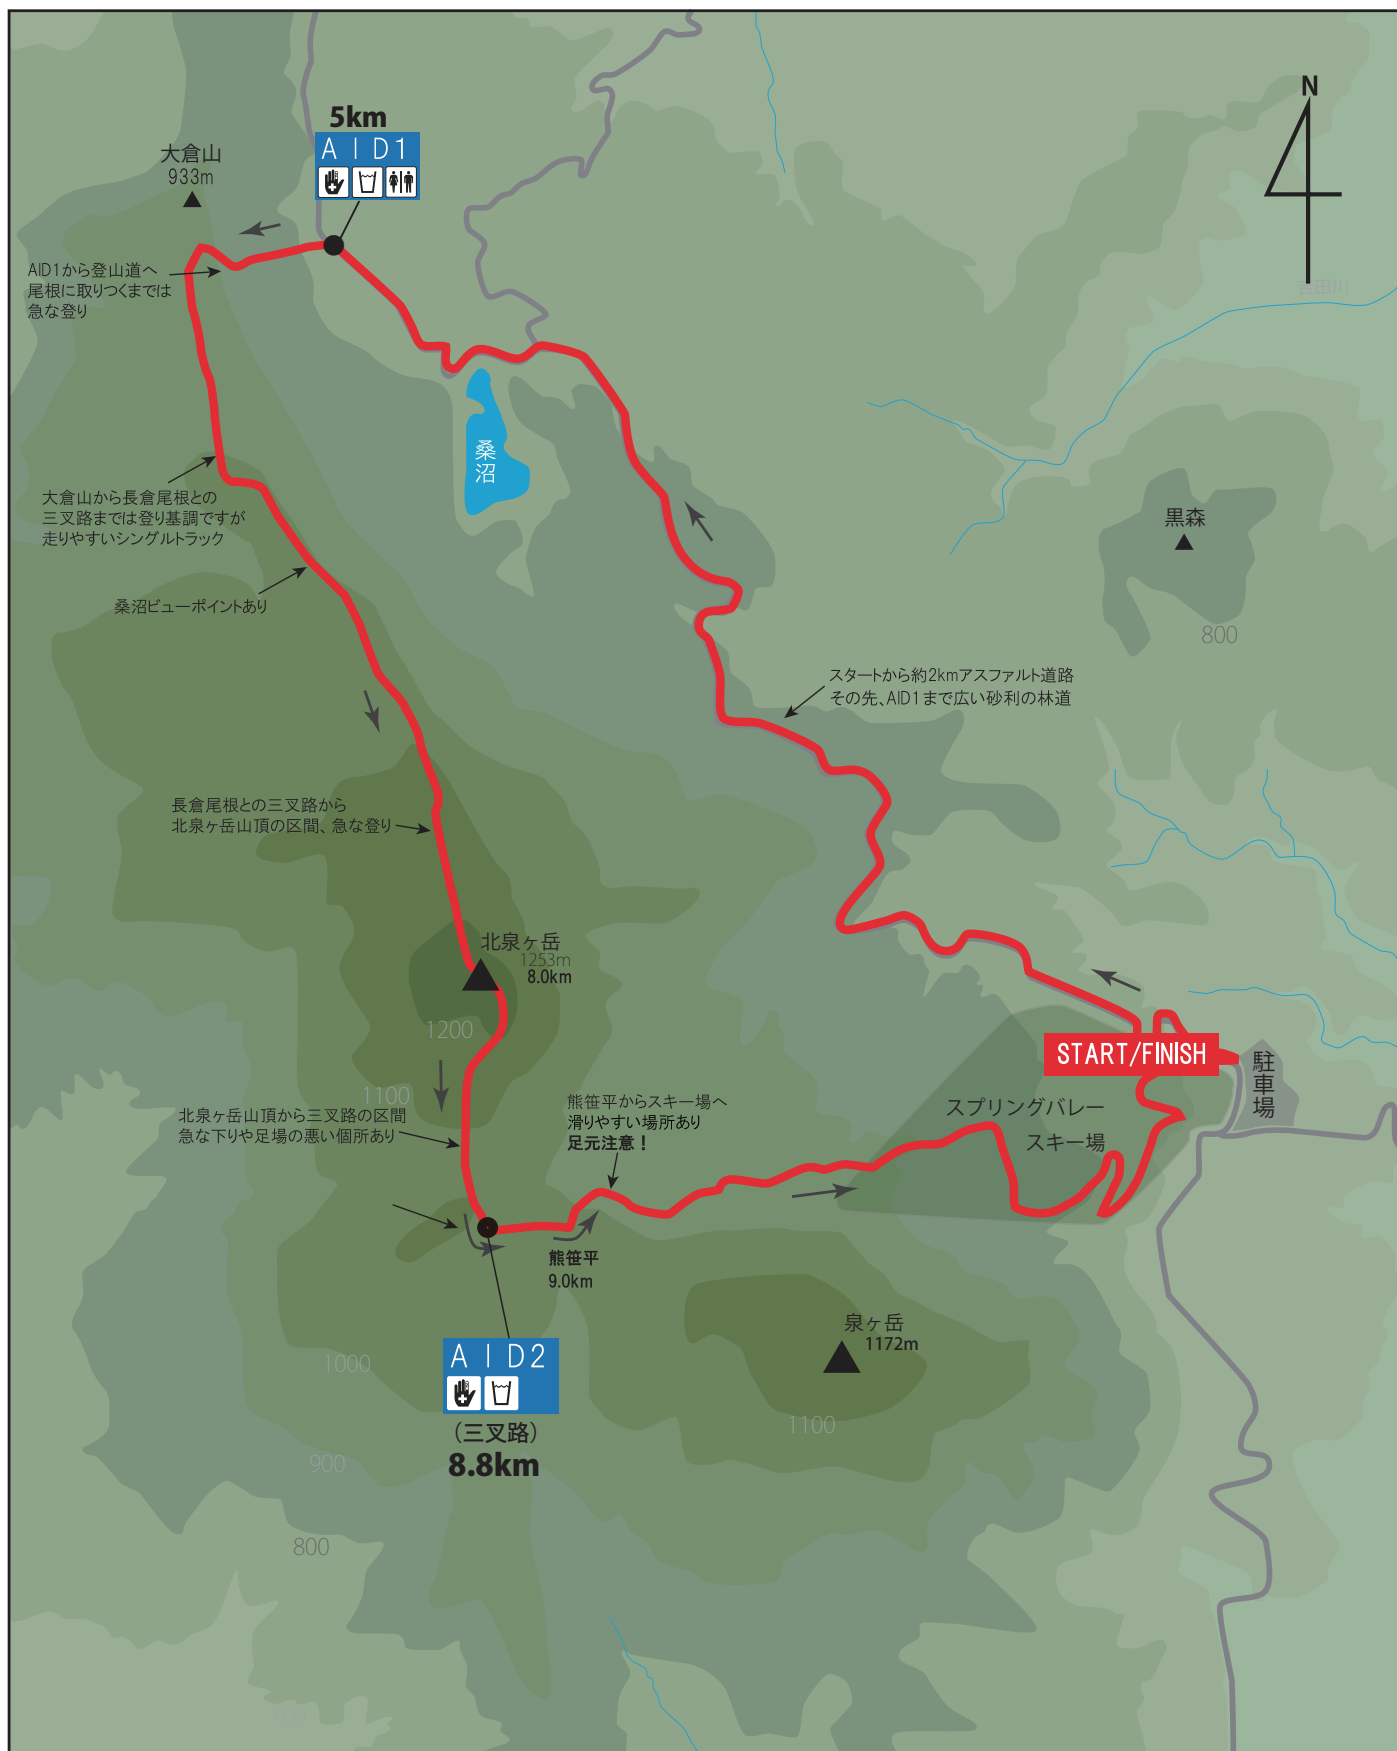 N
5km
AID1
大倉山
933m
AID1から登山道へ
尾根に取りつくまでは
急な登り
吉田川
桑沼
大倉山から長倉尾根との
三叉路までは登り基調ですが
走りやすいシングルトラック
黒森
桑沼ビューポイントあり
800
スタートから約2kmアスファルト道路
その先、AID1まで広い砂利の林道
長倉尾根との三叉路から
北泉ヶ岳山頂の区間、急な登り
北泉ヶ岳
1253m
8.0km
1200
START/FINISH
駐車場
1100
スプリングバレー
スキー場
北泉ヶ岳山頂から三叉路の区間
急な下りや足場の悪い個所あり
熊笹平からスキー場へ
滑りやすい場所あり
足元注意！
熊笹平
9.0km
泉ヶ岳
1172m
1000
AID2
(三叉路)
8.8km
1100
900
800